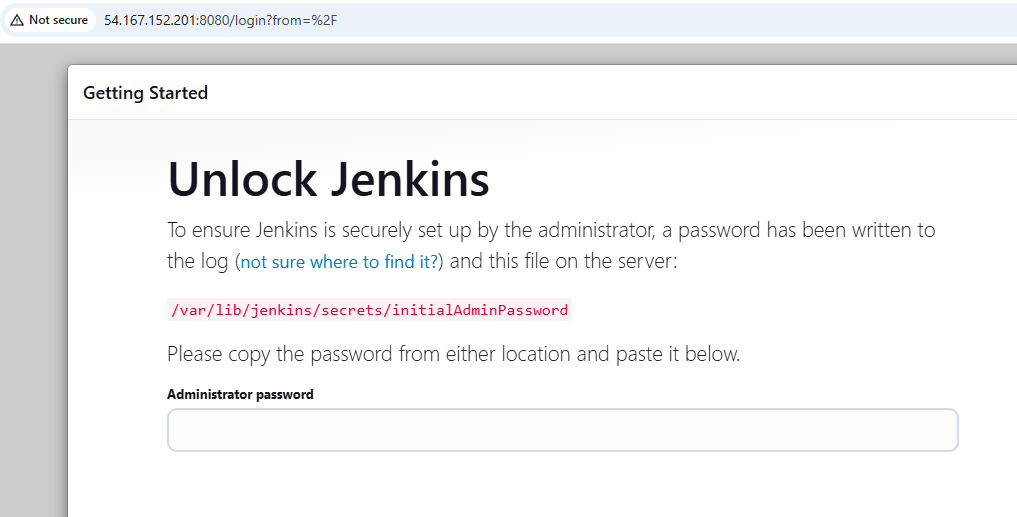 Not secure 54.167.152.201:8080/login?from=%2F
Getting Started
Unlock Jenkins
To ensure Jenkins is securely set up by the administrator, a password has been written to
the log (not sure where to find it?) and this file on the server:
/var/lib/jenkins/secrets/initialAdminPassword
Please copy the password from either location and paste it below.
Administrator password